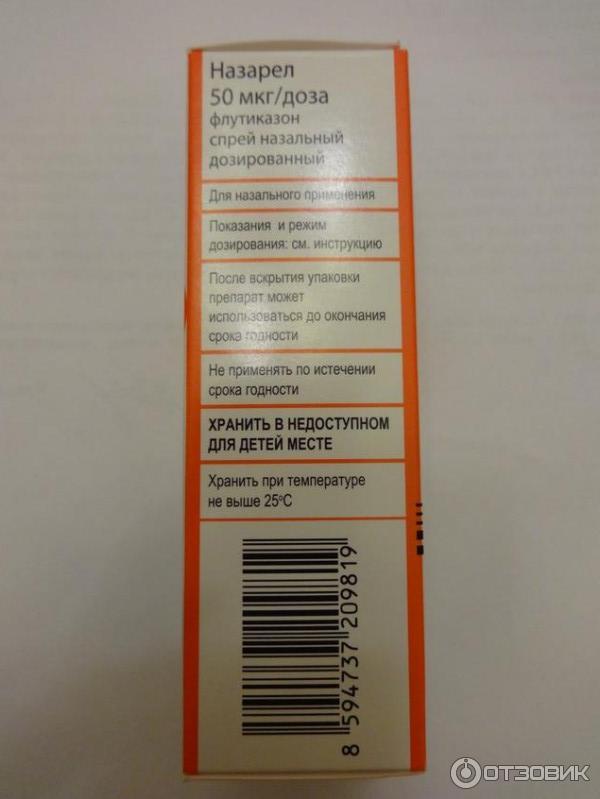 Назарел
50 мкг/доза
флутиказон
спрей назальный
дозированный
Для назального применения
Показания и режим
дозирования: см. инструкцию
После вскрытия упаковки
препарат может
использоваться до окончания
срока годности
Не применять по истечении
срока годности
ХРАНИТЬ В НЕДОСТУПНОМ
ДЛЯ ДЕТЕЙ МЕСТЕ
Хранить при температуре
не выше 25°C
8 594737 209819
ОТЗОВИК